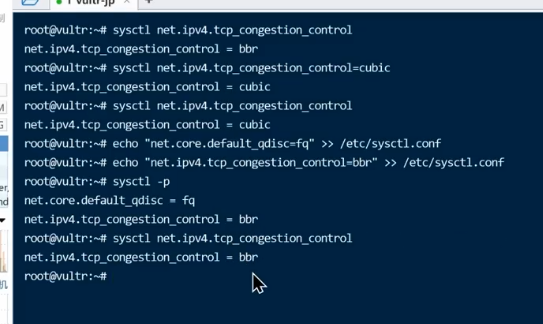 1 vultr-jp × +
root@vultr:~# sysctl net.ipv4.tcp_congestion_control
net.ipv4.tcp_congestion_control = bbr
root@vultr:~# sysctl net.ipv4.tcp_congestion_control=cubic
net.ipv4.tcp_congestion_control = cubic
root@vultr:~# sysctl net.ipv4.tcp_congestion_control
net.ipv4.tcp_congestion_control = cubic
root@vultr:~# echo "net.core.default_qdisc=fq" >> /etc/sysctl.conf
root@vultr:~# echo "net.ipv4.tcp_congestion_control=bbr" >> /etc/sysctl.conf
root@vultr:~# sysctl -p
net.core.default_qdisc = fq
net.ipv4.tcp_congestion_control = bbr
root@vultr:~# sysctl net.ipv4.tcp_congestion_control
net.ipv4.tcp_congestion_control = bbr
root@vultr:~#